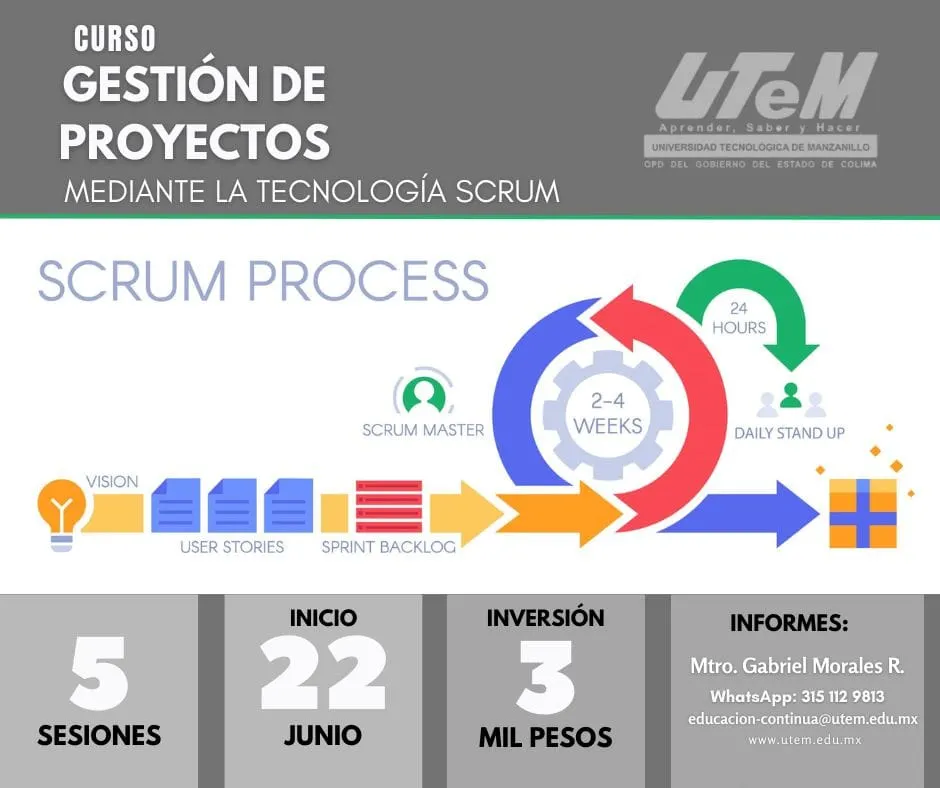 CURSO
GESTIÓN DE
PROYECTOS
MEDIANTE LA TECNOLOGÍA SCRUM
UTeM
Aprender, Saber y Hacer
UNIVERSIDAD TECNOLÓGICA DE MANZANILLO
OPD DEL GOBIERNO DEL ESTADO DE COLIMA
SCRUM PROCESS
24
HOURS
2-4
WEEKS
SCRUM MASTER
DAILY STAND UP
VISION
USER STORIES
SPRINT BACKLOG
5
SESIONES
INICIO
22
JUNIO
INVERSIÓN
3
MIL PESOS
INFORMES:
Mtro. Gabriel Morales R.
WhatsApp: 315 112 9813
educacion-continua@utem.edu.mx
www.utem.edu.mx